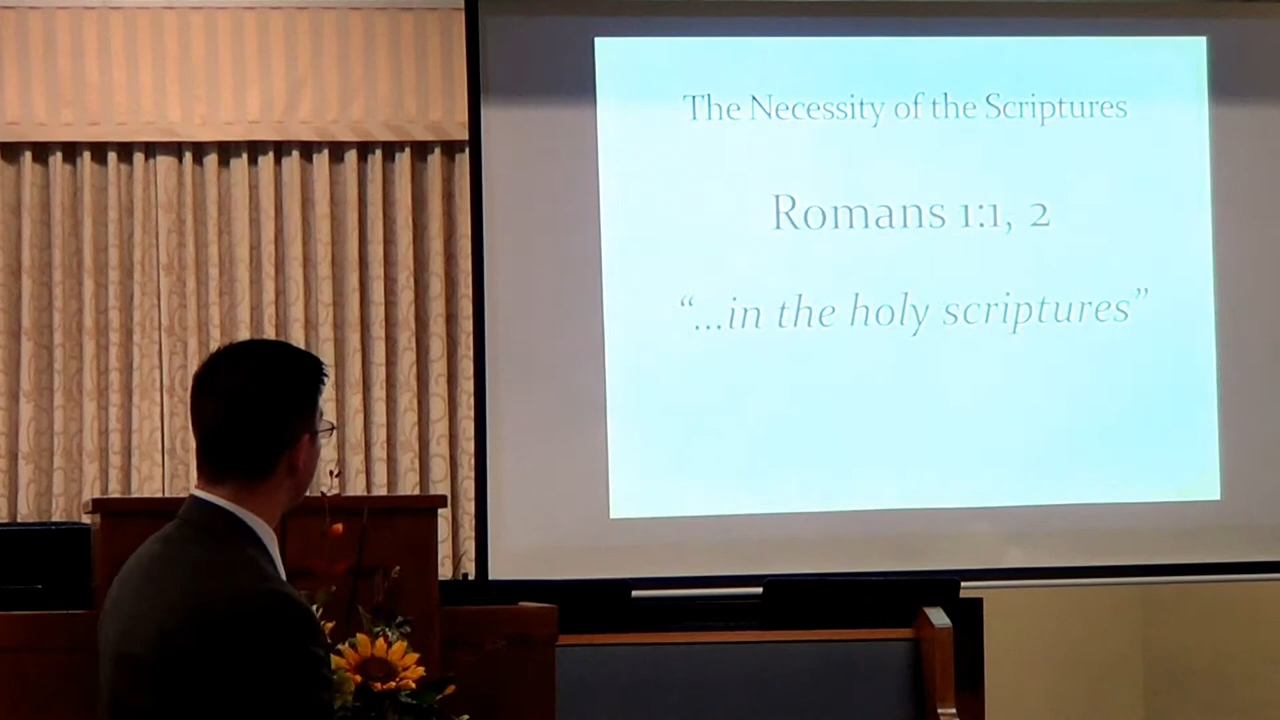 The Necessity of the Scriptures
Romans 1:1, 2
“...in the holy scriptures”